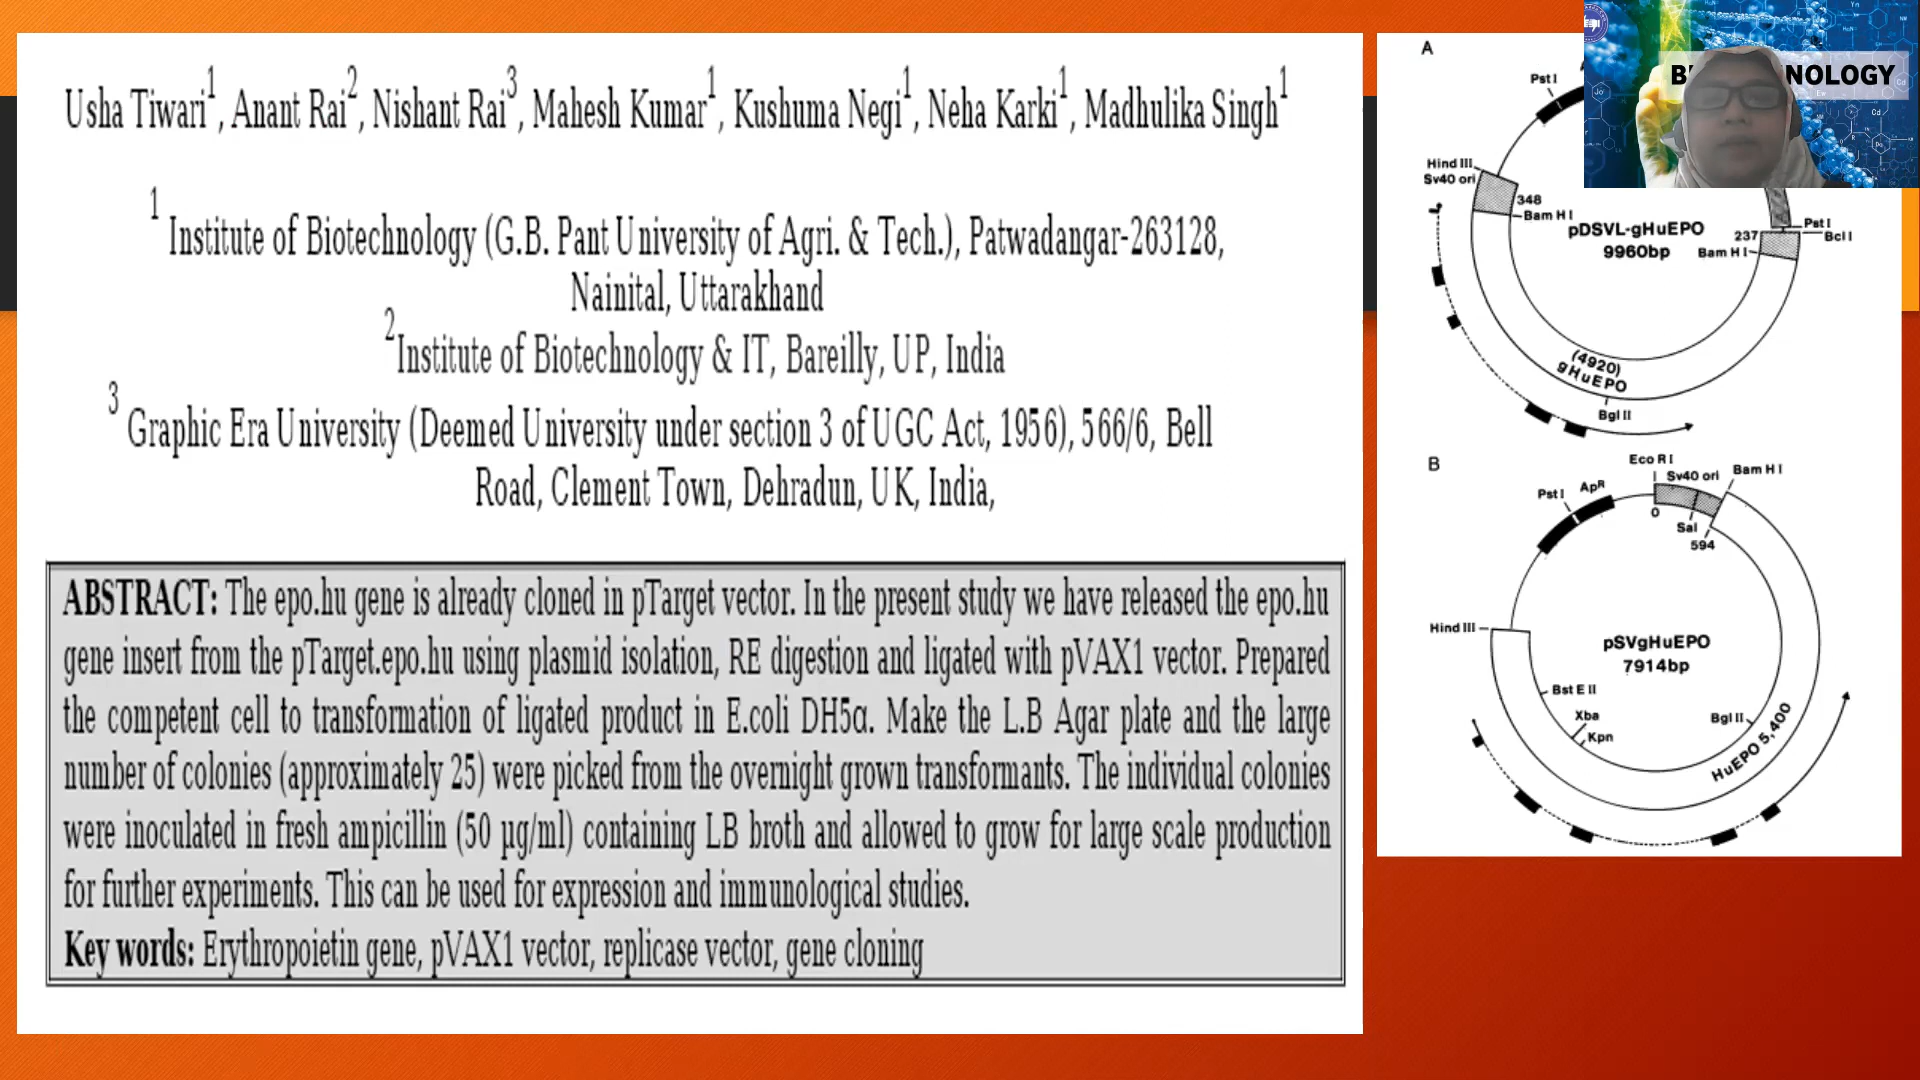 Usha Tiwari1, Anant Rai2, Nishant Rai3, Mahesh Kumar1, Kushuma Negi1, Neha Karki1, Madhulika Singh1
1 Institute of Biotechnology (G.B. Pant University of Agri. & Tech.), Patwadangar-263128,
Nainital, Uttarakhand
2Institute of Biotechnology & IT, Bareilly, UP, India
3 Graphic Era University (Deemed University under section 3 of UGC Act, 1956), 566/6, Bell
Road, Clement Town, Dehradun, UK, India,
ABSTRACT: The epo.hu gene is already cloned in pTarget vector. In the present study we have released the epo.hu
gene insert from the pTarget.epo.hu using plasmid isolation, RE digestion and ligated with pVAX1 vector. Prepared
the competent cell to transformation of ligated product in E.coli DH5α. Make the L.B Agar plate and the large
number of colonies (approximately 25) were picked from the overnight grown transformants. The individual colonies
were inoculated in fresh ampicillin (50 µg/ml) containing LB broth and allowed to grow for large scale production
for further experiments. This can be used for expression and immunological studies.
Key words: Erythropoietin gene, pVAX1 vector, replicase vector, gene cloning
A
Pst I
Hind III
Sv40 ori
348
Bam H I
pDSVL-gHuEPO
9960bp
237
Bam H I
Pst I
Bcl I
(4920)
gHuEPO
Bgl II
B
Eco R I
Sv40 ori
Bam H I
Pst I
ApR
0
Sal
594
Hind III
pSVgHuEPO
7914bp
Bst E II
Xba
Kpn
Bgl II
HuEPO 5,400
NOLOGY